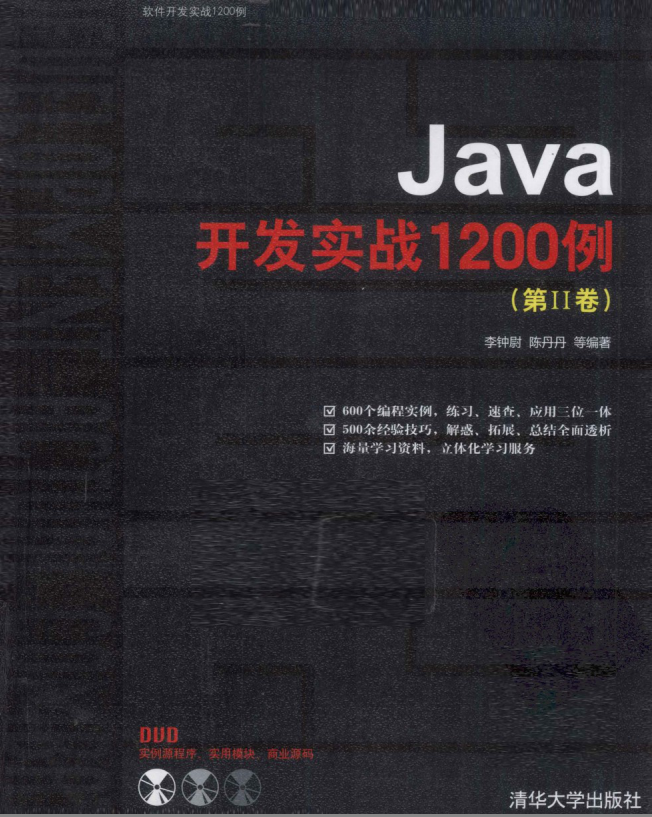 软件开发实战1200例
Java
开发实战1200例
(第II卷)
李钟尉 陈丹丹 等编著
600个编程实例，练习、速查、应用三位一体
500余经验技巧，解惑、拓展、总结全面透析
海量学习资料，立体化学习服务
DVD
实例源程序、实用模块、商业源码
清华大学出版社